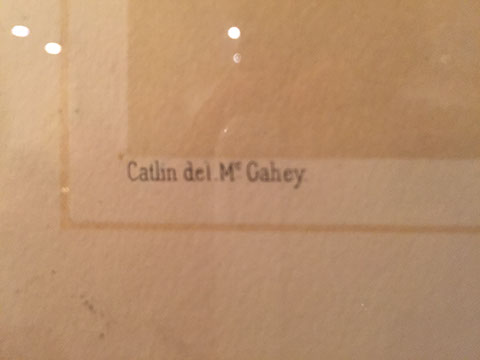 Catlin del. Mc Gahey